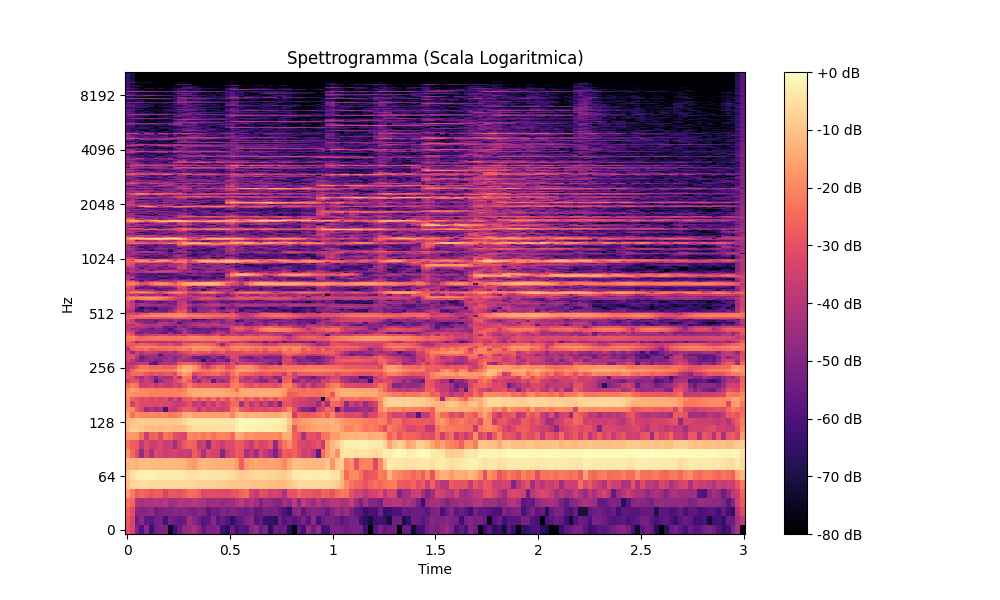 Spettrogramma (Scala Logaritmica)
Hz
8192
4096
2048
1024
512
256
128
64
0
0 0.5 1 1.5 2 2.5 3
Time
+0 dB
-10 dB
-20 dB
-30 dB
-40 dB
-50 dB
-60 dB
-70 dB
-80 dB